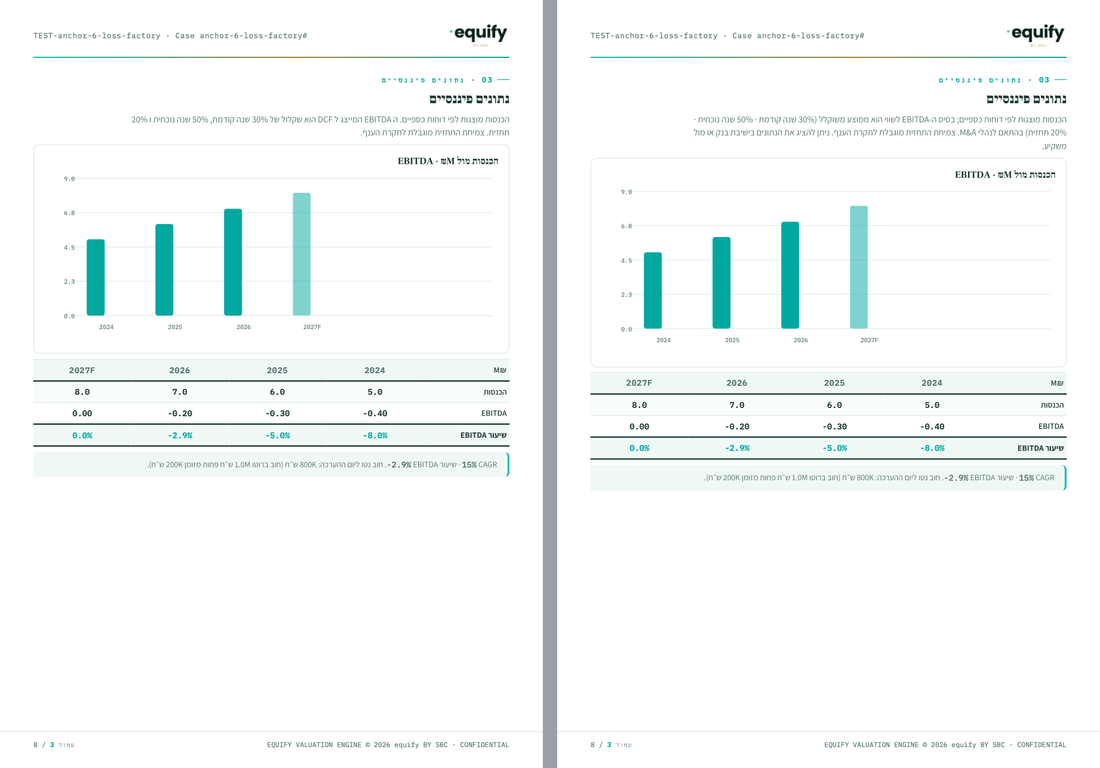 TEST-anchor-6-loss-factory · Case anchor-6-loss-factory#
equify
BY SBC
03 · נתונים פיננסיים
נתונים פיננסיים
הכנסות מוצגות לפי דוחות כספיים. ה EBITDA המייצג ל DCF הוא שקלול של 30% שנה קודמת, 50% שנה נוכחית ו 20%
תחזית. צמיחת התחזית מוגבלת לתקרת הענף.
הכנסות מול EBITDA · ₪M
9.0
6.8
4.5
2.3
0.0
2024 2025 2026 2027F
₪M 2024 2025 2026 2027F
הכנסות 5.0 6.0 7.0 8.0
EBITDA -0.40 -0.30 -0.20 0.00
שיעור EBITDA -8.0% -5.0% -2.9% 0.0%
CAGR 15% · שיעור EBITDA -2.9%. חוב נטו ליום ההערכה: 800K ש״ח (חוב ברוטו 1.0M ש״ח פחות מזומן 200K ש״ח).
EQUIFY VALUATION ENGINE © 2026 equify BY SBC · CONFIDENTIAL
עמוד 3 / 8
TEST-anchor-6-loss-factory · Case anchor-6-loss-factory#
equify
BY SBC
03 · נתונים פיננסיים
נתונים פיננסיים
הכנסות מוצגות לפי דוחות כספיים; בסיס ה-EBITDA לשווי הוא ממוצע משוקלל (30% שנה קודמת · 50% שנה נוכחית ·
20% תחזית) בהתאם לנהלי M&A. צמיחת התחזית מוגבלת לתקרת הענף. ניתן להציג את הנתונים בישיבת בנק או מול
משקיע.
הכנסות מול EBITDA · ₪M
9.0
6.8
4.5
2.3
0.0
2024 2025 2026 2027F
₪M 2024 2025 2026 2027F
הכנסות 5.0 6.0 7.0 8.0
EBITDA -0.40 -0.30 -0.20 0.00
שיעור EBITDA -8.0% -5.0% -2.9% 0.0%
CAGR 15% · שיעור EBITDA -2.9%. חוב נטו ליום ההערכה: 800K ש״ח (חוב ברוטו 1.0M ש״ח פחות מזומן 200K ש״ח).
EQUIFY VALUATION ENGINE © 2026 equify BY SBC · CONFIDENTIAL
עמוד 3 / 8